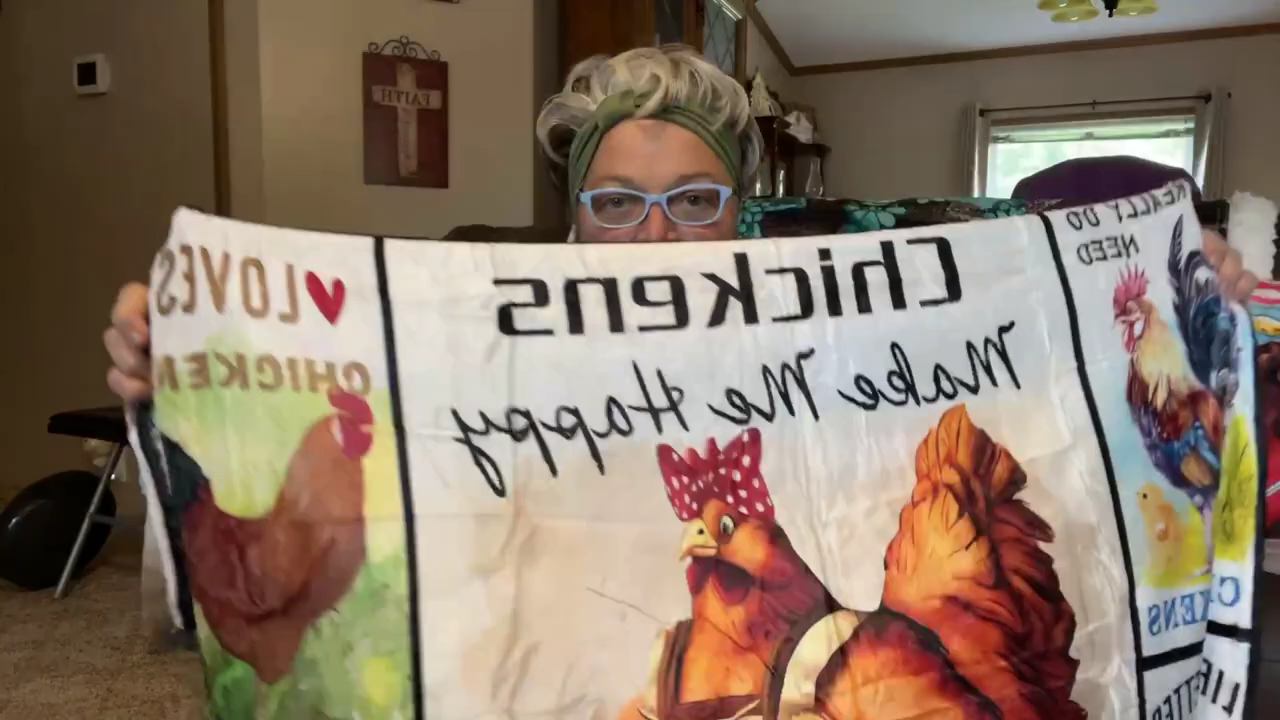 FAITH
LOVES
CHICKEN
Chickens
Make Me Happy
REALLY DO
NEED